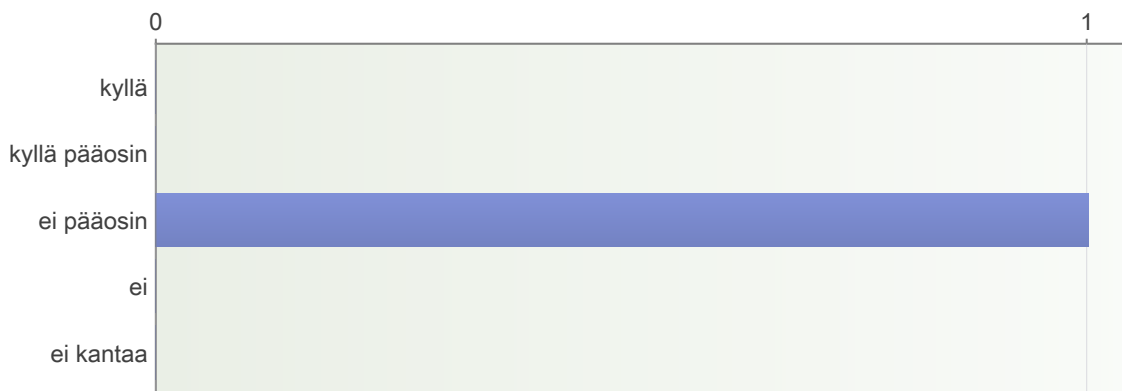 0 1
kyllä
kyllä pääosin
ei pääosin
ei
ei kantaa